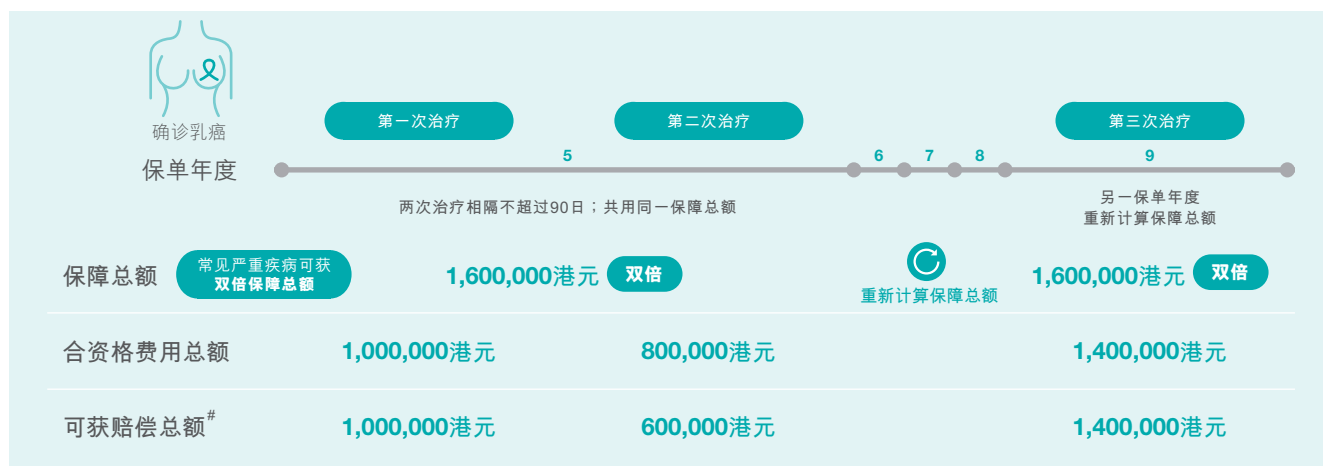 确诊乳癌
第一次治疗
第二次治疗
第三次治疗
保单年度
5
6
7
8
9
两次治疗相隔不超过90日；共用同一保障总额
另一保单年度
重新计算保障总额
保障总额
常见严重疾病可获
双倍保障总额
1,600,000港元
双倍
重新计算保障总额
1,600,000港元
双倍
合资格费用总额
1,000,000港元
800,000港元
1,400,000港元
可获赔偿总额#
1,000,000港元
600,000港元
1,400,000港元